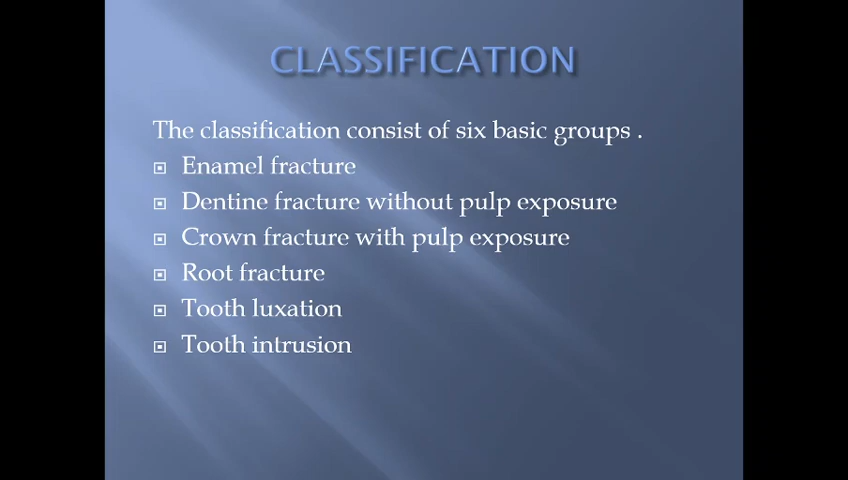 CLASSIFICATION
The classification consist of six basic groups .
Enamel fracture
Dentine fracture without pulp exposure
Crown fracture with pulp exposure
Root fracture
Tooth luxation
Tooth intrusion